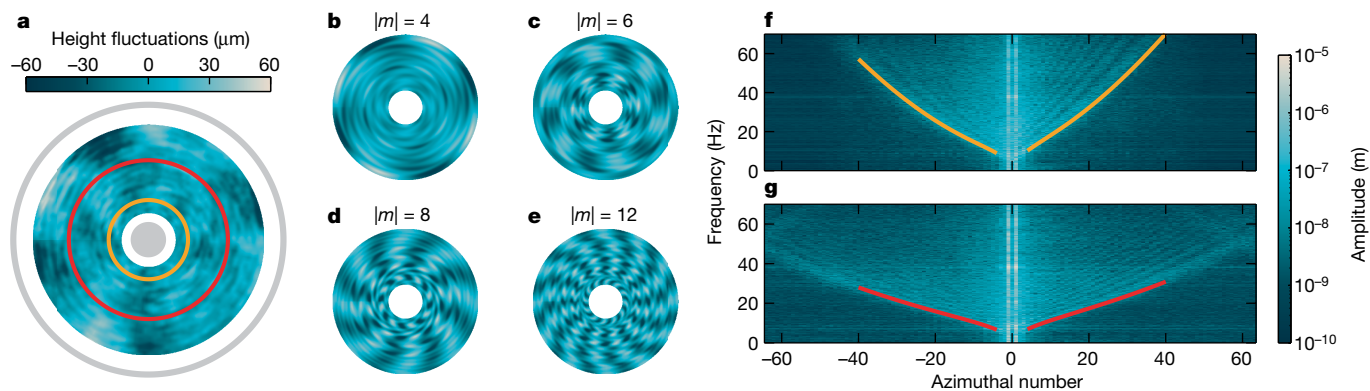 a
Height fluctuations (μm)
−60 −30 0 30 60
b |m| = 4
c |m| = 6
d |m| = 8
e |m| = 12
f
60
40
20
0
g
60
40
20
0
Frequency (Hz)
−60 −40 −20 0 20 40 60
Azimuthal number
10⁻⁵
10⁻⁶
10⁻⁷
10⁻⁸
10⁻⁹
10⁻¹⁰
Amplitude (m)